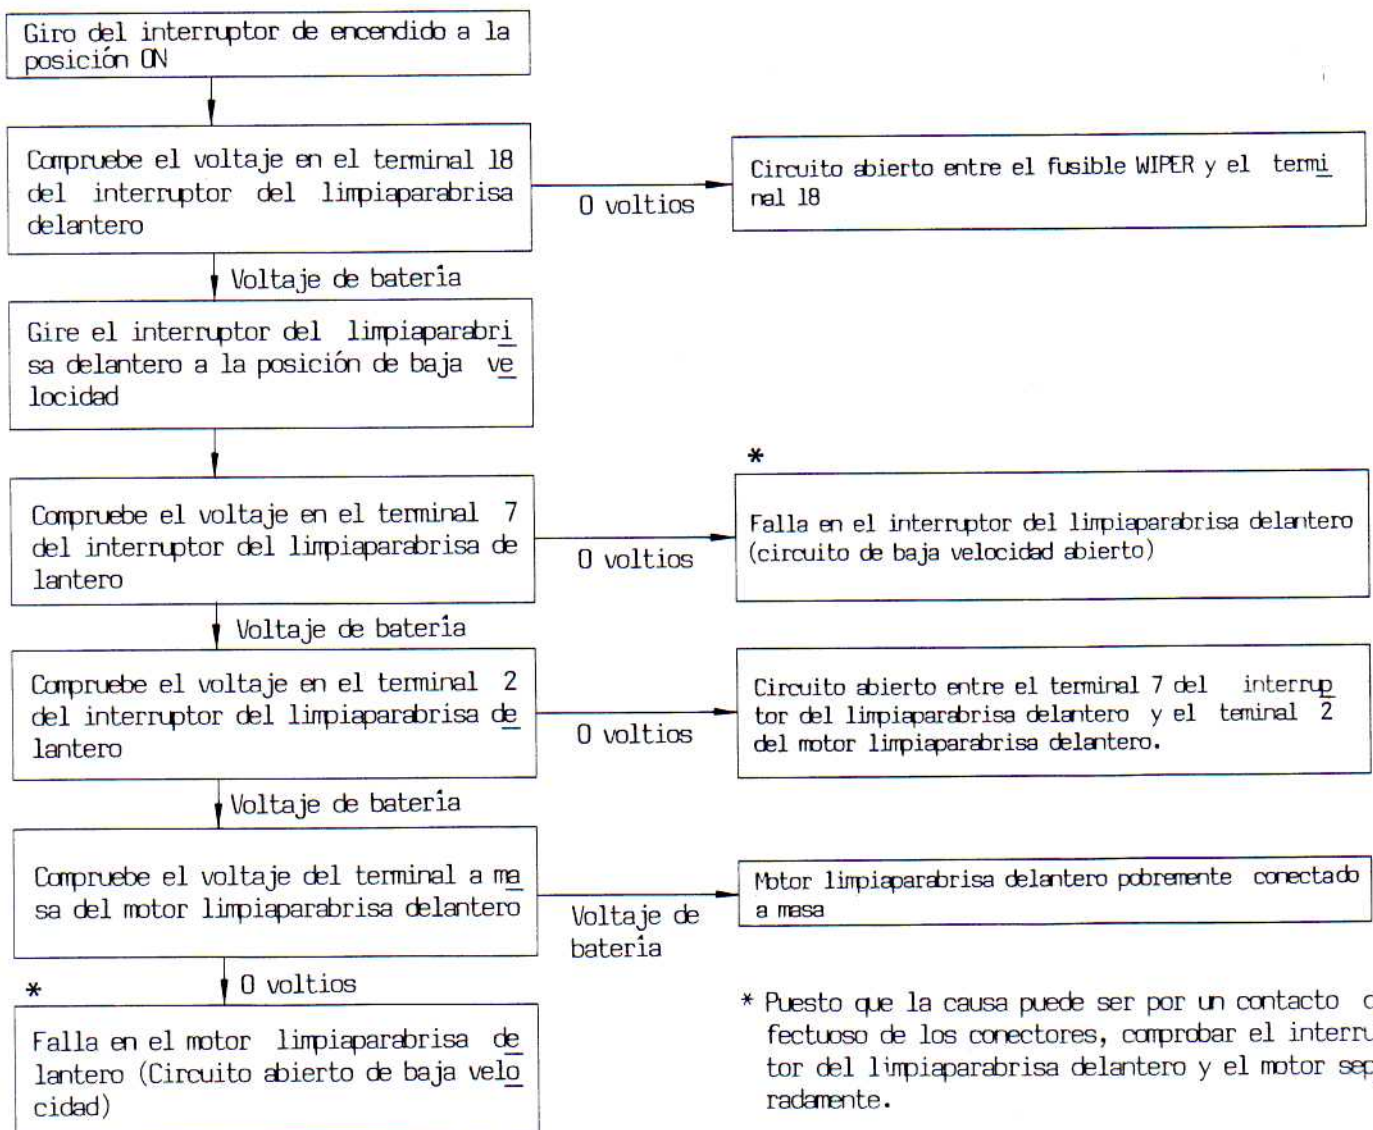 Giro del interruptor de encendido a la
posición ON
Compruebe el voltaje en el terminal 18
del interruptor del limpiaparabrisa
delantero
0 voltios
Circuito abierto entre el fusible WIPER y el termi
nal 18
Voltaje de batería
Gire el interruptor del limpiaparabri
sa delantero a la posición de baja ve
locidad
Compruebe el voltaje en el terminal 7
del interruptor del limpiaparabrisa de
lantero
0 voltios
*
Falla en el interruptor del limpiaparabrisa delantero
(circuito de baja velocidad abierto)
Voltaje de batería
Compruebe el voltaje en el terminal 2
del interruptor del limpiaparabrisa de
lantero
0 voltios
Circuito abierto entre el terminal 7 del interrup
tor del limpiaparabrisa delantero y el teminal 2
del motor limpiaparabrisa delantero.
Voltaje de batería
Compruebe el voltaje del terminal a ma
sa del motor limpiaparabrisa delantero
Voltaje de
batería
Motor limpiaparabrisa delantero pobremente conectado
a masa
0 voltios
*
Falla en el motor limpiaparabrisa de
lantero (Circuito abierto de baja velo
cidad)
* Puesto que la causa puede ser por un contacto
fectuoso de los conectores, comprobar el interru
tor del limpiaparabrisa delantero y el motor sep
radamente.